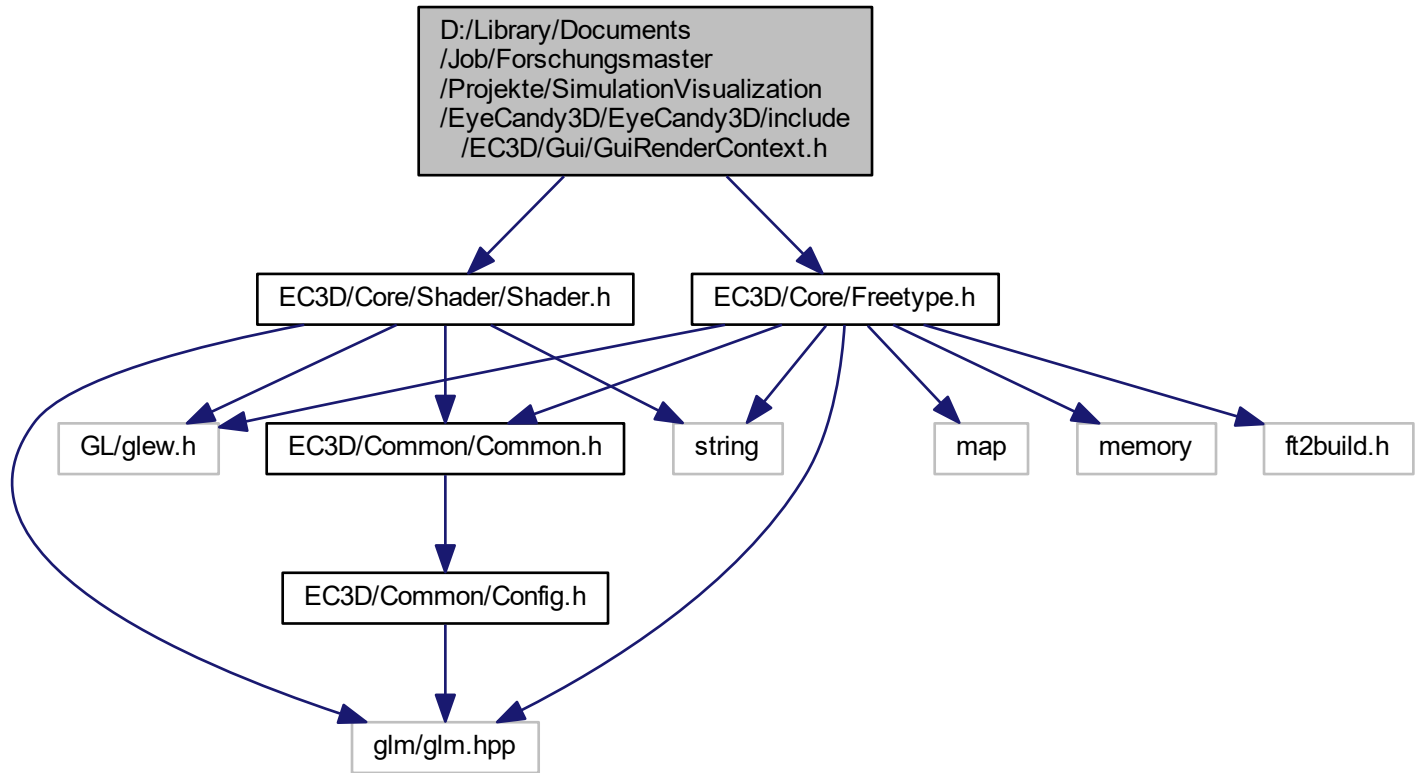 D:/Library/Documents
/Job/Forschungsmaster
/Projekte/SimulationVisualization
/EyeCandy3D/EyeCandy3D/include
/EC3D/Gui/GuiRenderContext.h
EC3D/Core/Shader/Shader.h
EC3D/Core/Freetype.h
GL/glew.h
EC3D/Common/Common.h
string
map
memory
ft2build.h
EC3D/Common/Config.h
glm/glm.hpp